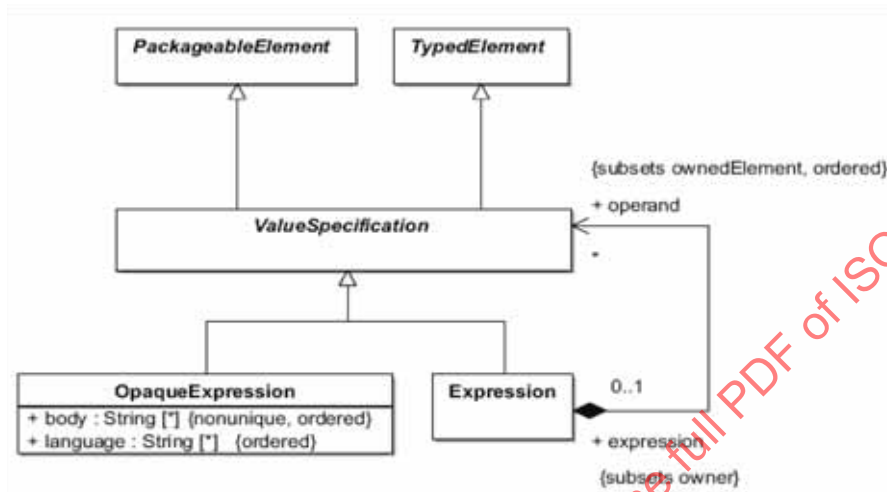 PackageableElement
TypedElement
{subsets ownedElement, ordered}
+ operand
ValueSpecification
*
OpaqueExpression
+ body : String [*] {nonunique, ordered}
+ language : String [*] {ordered}
Expression
0..1
+ expression
{subsets owner}
se full PDF of ISO